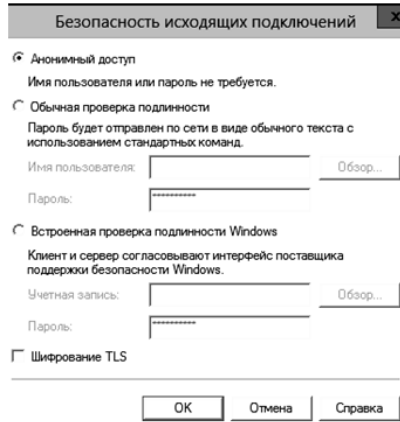 Безопасность исходящих подключений
x
Анонимный доступ
Имя пользователя или пароль не требуется.
Обычная проверка подлинности
Пароль будет отправлен по сети в виде обычного текста с
использованием стандартных команд.
Имя пользователя:
Обзор...
Пароль:
**********
Встроенная проверка подлинности Windows
Клиент и сервер согласовывают интерфейс поставщика
поддержки безопасности Windows.
Учетная запись:
Обзор...
Пароль:
**********
Шифрование TLS
ОК
Отмена
Справка